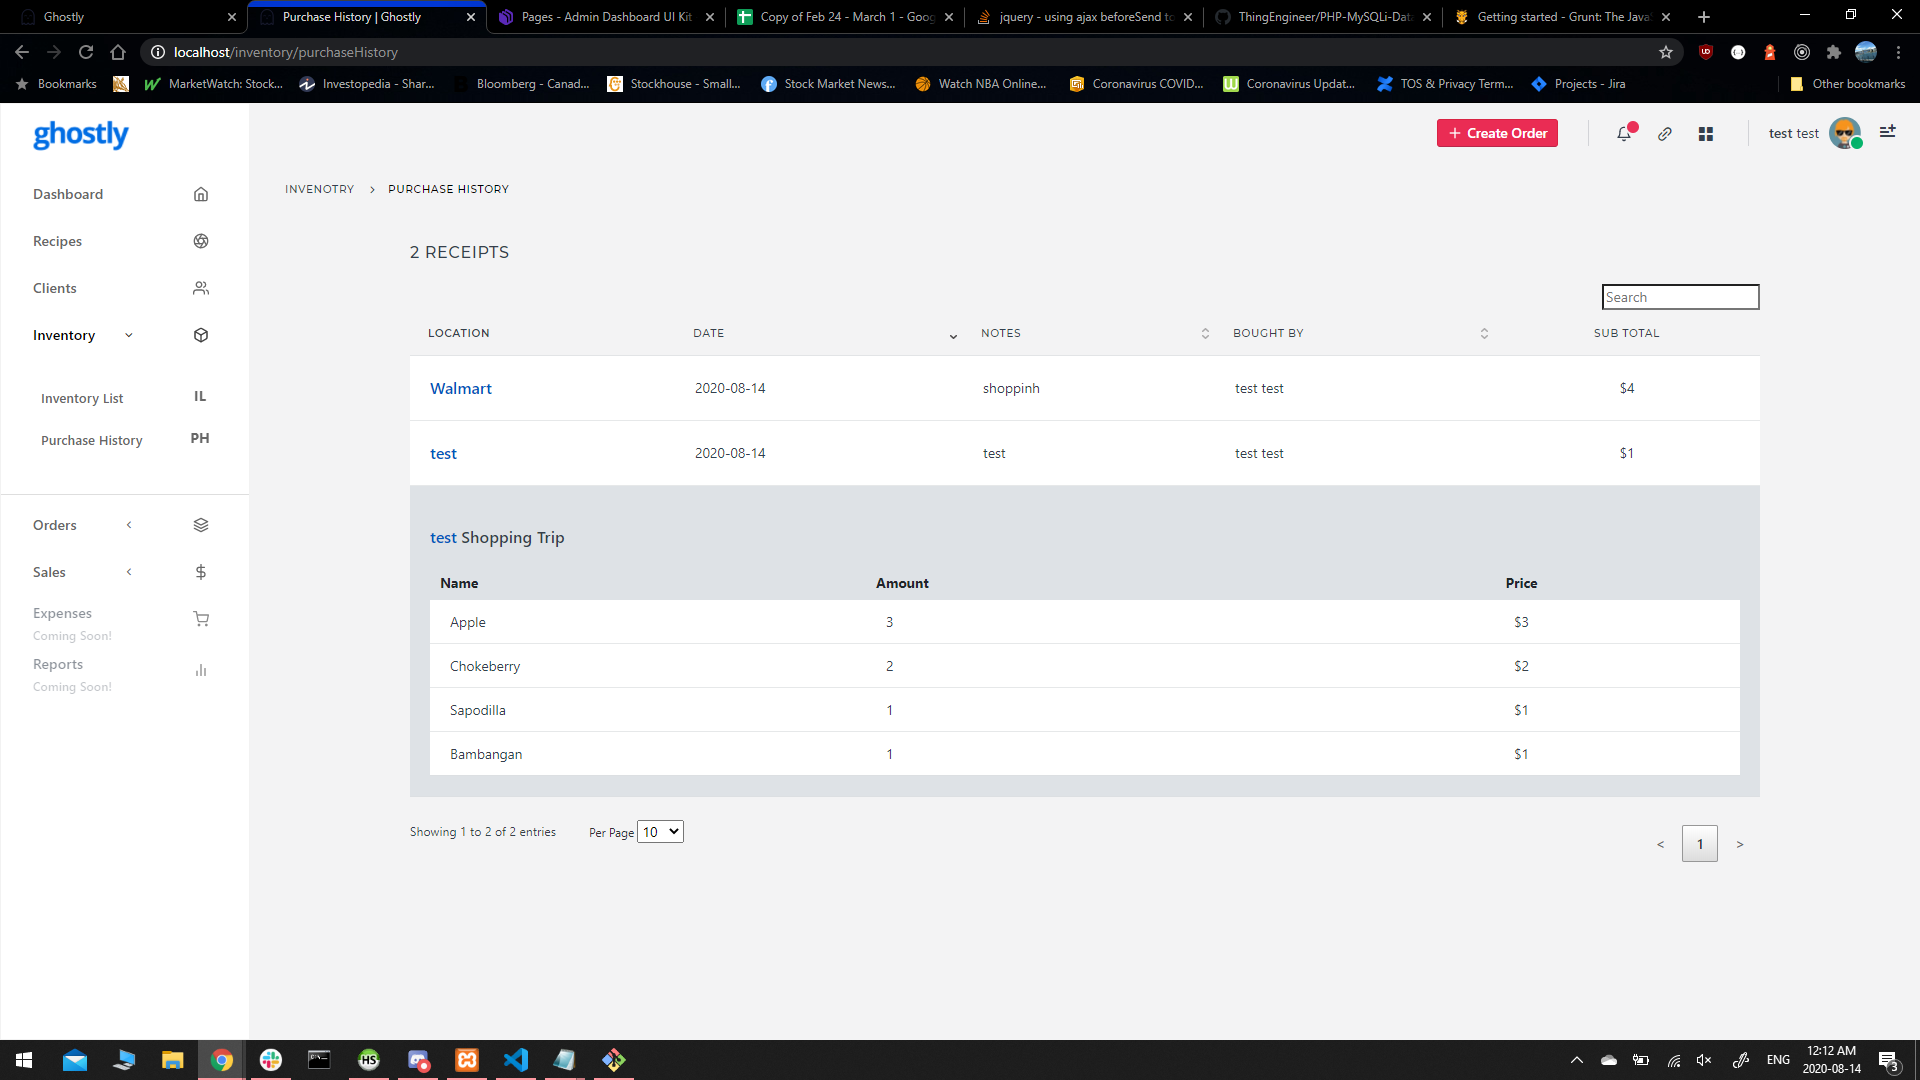 Ghostly
Purchase History | Ghostly
Pages - Admin Dashboard UI Kit
Copy of Feb 24 - March 1 - Goog
jquery - using ajax beforeSend to
ThingEngineer/PHP-MySQLi-Data
Getting started - Grunt: The Java
localhost/inventory/purchaseHistory
Bookmarks
MarketWatch: Stock...
Investopedia - Shar...
Bloomberg - Canad...
Stockhouse - Small...
Stock Market News...
Watch NBA Online...
Coronavirus COVID...
Coronavirus Updat...
TOS & Privacy Term...
Projects - Jira
Other bookmarks
ghostly
+ Create Order
test test
Dashboard
Recipes
Clients
Inventory
Inventory List IL
Purchase History PH
Orders
Sales
Expenses
Coming Soon!
Reports
Coming Soon!
INVENOTRY > PURCHASE HISTORY
2 RECEIPTS
Search
LOCATION DATE NOTES BOUGHT BY SUB TOTAL
Walmart 2020-08-14 shoppinh test test $4
test 2020-08-14 test test test $1
test Shopping Trip
Name Amount Price
Apple 3 $3
Chokeberry 2 $2
Sapodilla 1 $1
Bambangan 1 $1
Showing 1 to 2 of 2 entries Per Page 10
< 1 >
HS
ENG
12:12 AM
2020-08-14
3